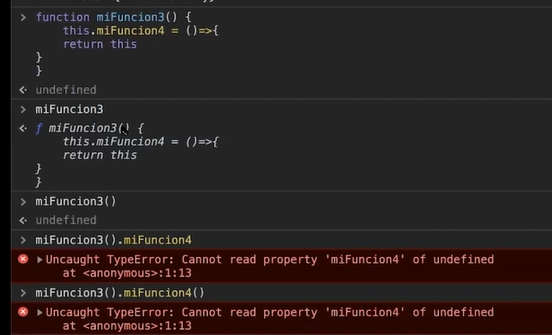 > function miFuncion3() {
this.miFuncion4 = ()=>{
return this
}
}
<· undefined
> miFuncion3
<· ƒ miFuncion3() {
this.miFuncion4 = ()=>{
return this
}
}
> miFuncion3()
<· undefined
> miFuncion3().miFuncion4
Uncaught TypeError: Cannot read property 'miFuncion4' of undefined
at <anonymous>:1:13
> miFuncion3().miFuncion4()
Uncaught TypeError: Cannot read property 'miFuncion4' of undefined
at <anonymous>:1:13